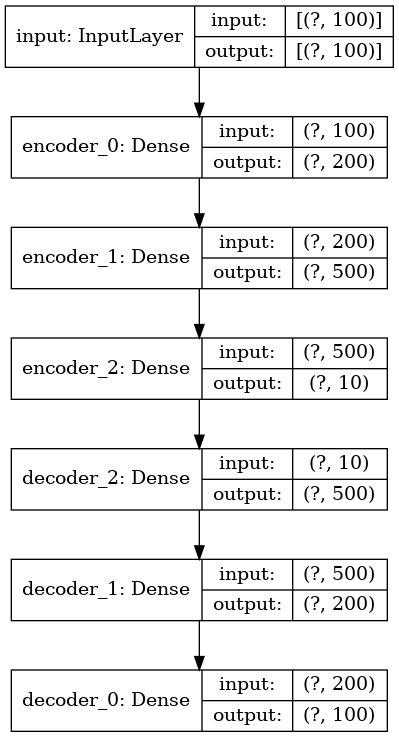 input: InputLayer
input: [(?, 100)]
output: [(?, 100)]
encoder_0: Dense
input: (?, 100)
output: (?, 200)
encoder_1: Dense
input: (?, 200)
output: (?, 500)
encoder_2: Dense
input: (?, 500)
output: (?, 10)
decoder_2: Dense
input: (?, 10)
output: (?, 500)
decoder_1: Dense
input: (?, 500)
output: (?, 200)
decoder_0: Dense
input: (?, 200)
output: (?, 100)